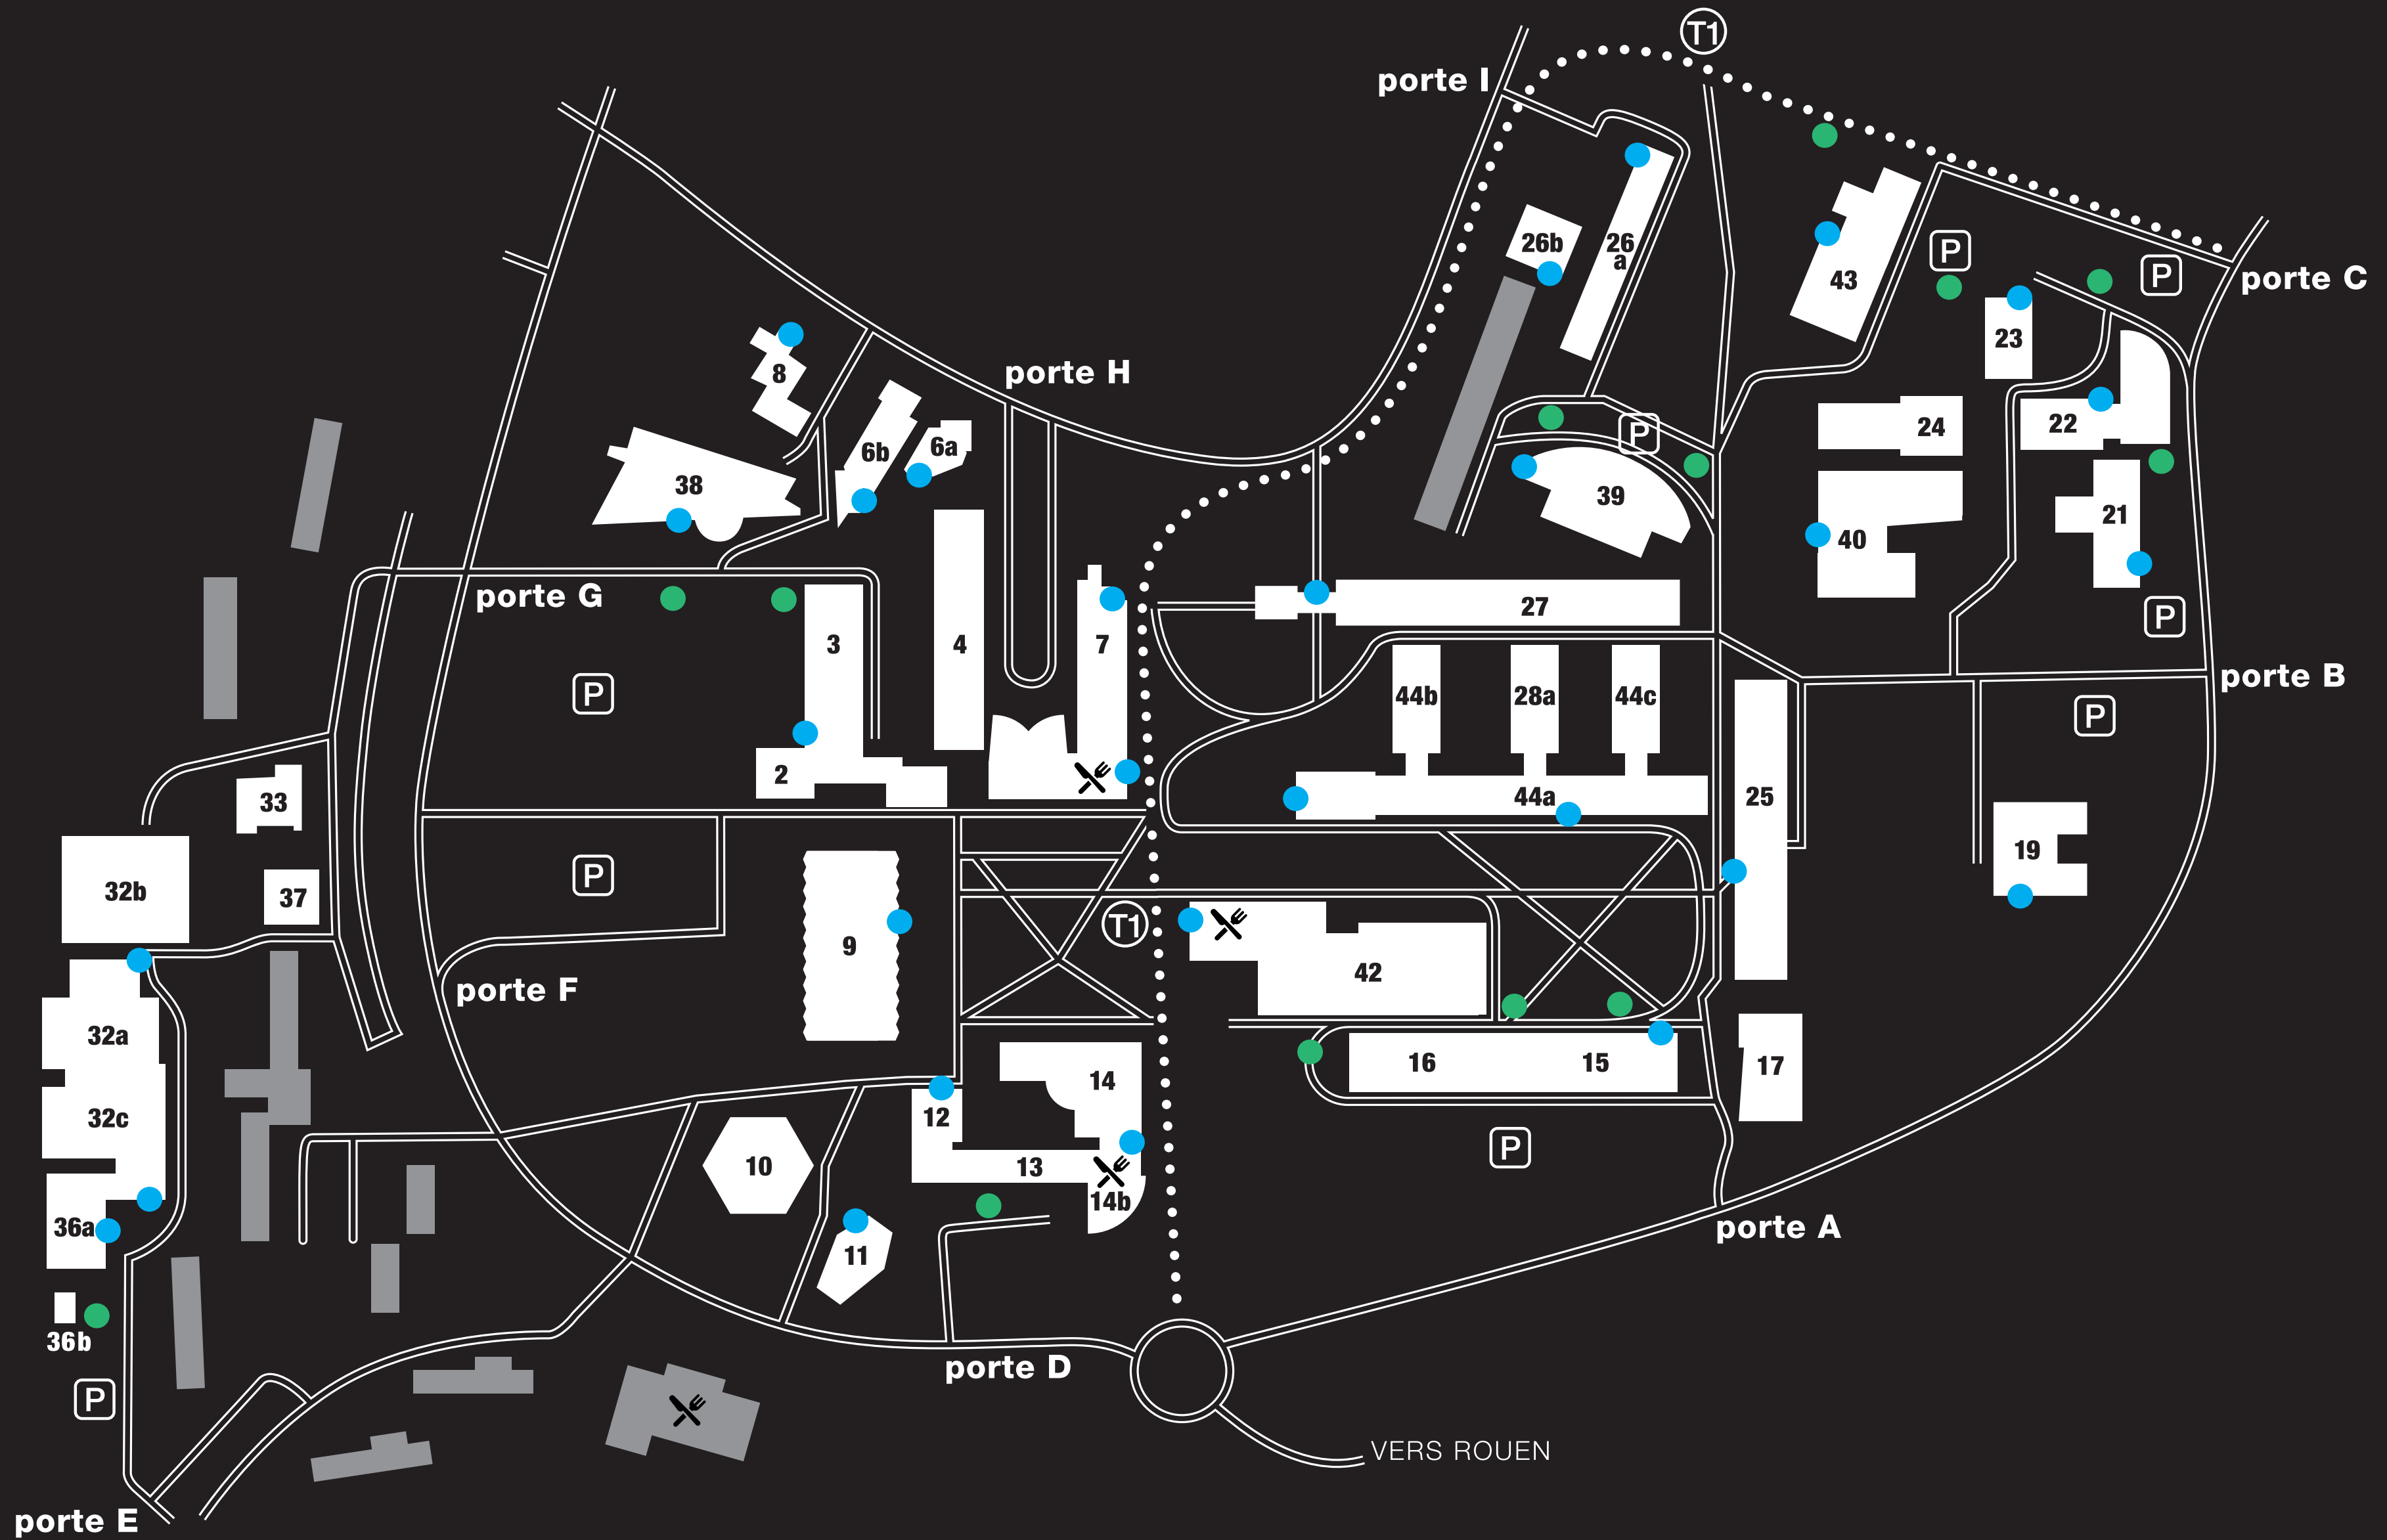 T1
porte I
P
26b
26
a
43
P
porte C
23
8
porte H
24
22
6b
6a
P
38
39
21
40
porte G
27
P
3
4
7
porte B
P
44b
28a
44c
P
2
33
44a
25
19
P
32b
37
T1
9
42
porte F
32a
16
15
17
14
32c
12
P
10
13
14b
36a
11
porte A
36b
porte D
P
VERS ROUEN
porte E